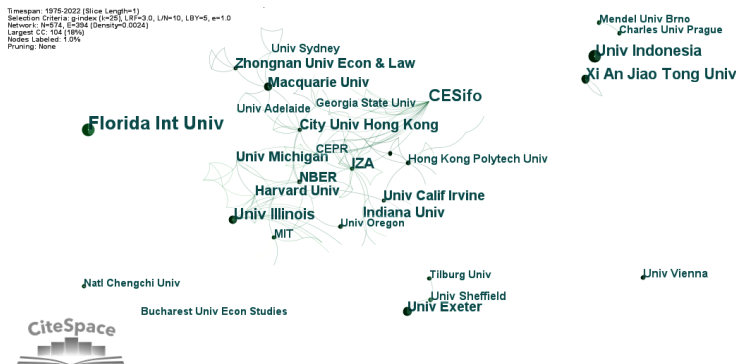 Timespan: 1975-2022 (Slice Length=1)
Selection Criteria: g-index (k=25), LRF=3.0, L/N=10, LBY=5, e=1.0
Network: N=574, E=394 (Density=0.0024)
Largest CC: 104 (18%)
Nodes Labeled: 1.0%
Pruning: None
Mendel Univ Brno
Charles Univ Prague
Univ Sydney
Univ Indonesia
Zhongnan Univ Econ & Law
Xi An Jiao Tong Univ
Macquarie Univ
CESifo
Georgia State Univ
Univ Adelaide
Florida Int Univ
City Univ Hong Kong
CEPR
Univ Michigan
IZA
Hong Kong Polytech Univ
NBER
Harvard Univ
Univ Calif Irvine
Univ Illinois
Indiana Univ
Univ Oregon
MIT
Natl Chengchi Univ
Tilburg Univ
Univ Vienna
Univ Sheffield
Univ Exeter
Bucharest Univ Econ Studies
CiteSpace